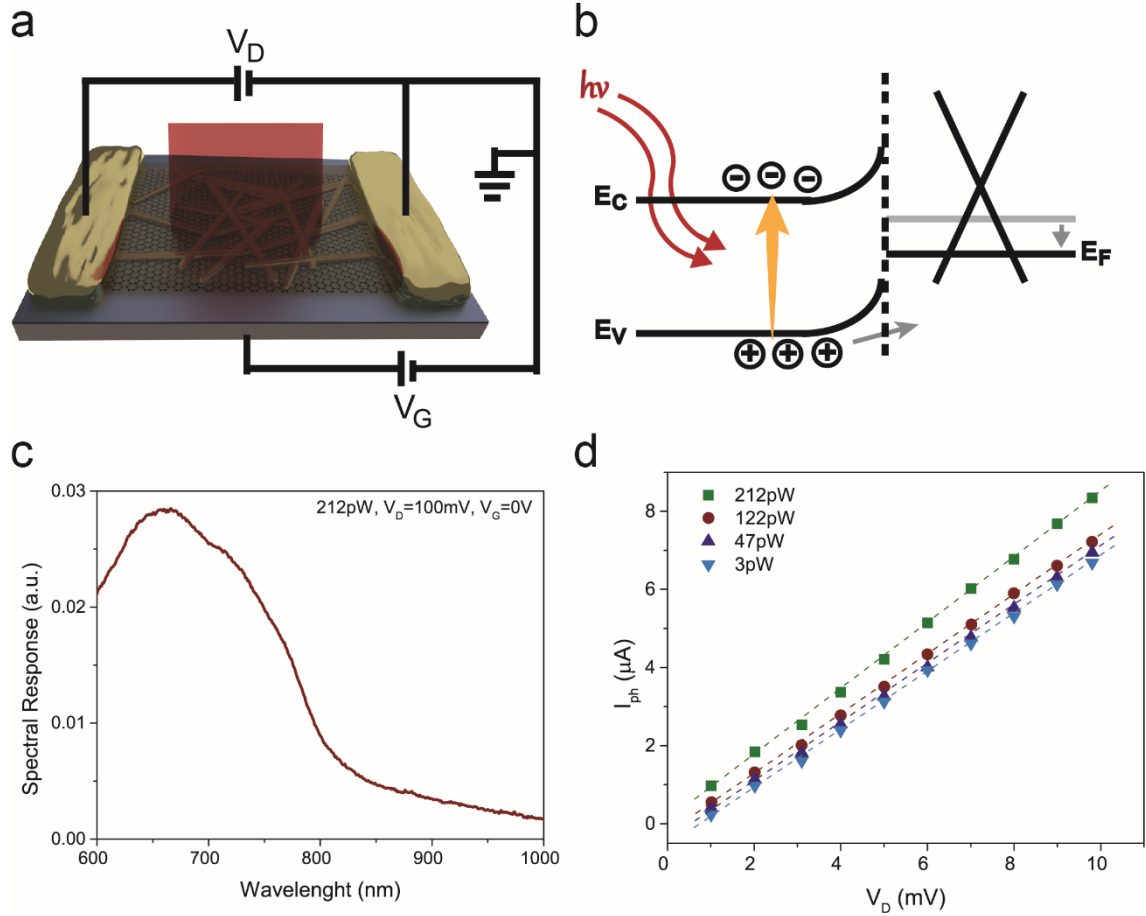 a
V_D
V_G
b
hν
E_C
E_F
E_V
c
0.03
212pW, V_D=100mV, V_G=0V
0.02
0.01
0.00
Spectral Response (a.u.)
600 700 800 900 1000
Wavelenght (nm)
d
212pW
122pW
47pW
3pW
8
6
4
2
0
I_ph (μA)
0 2 4 6 8 10
V_D (mV)